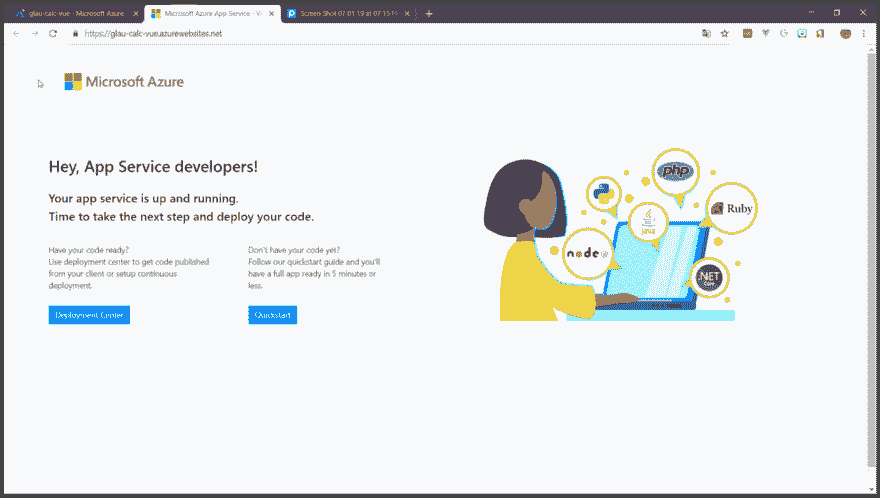 glau-calc-vue - Microsoft Azure
Microsoft Azure App Service - W
Screen Shot 07-01-19 at 07.15 P
https://glau-calc-vue.azurewebsites.net
Microsoft Azure
Hey, App Service developers!
Your app service is up and running.
Time to take the next step and deploy your code.
Have your code ready?
Use deployment center to get code published
from your client or setup continuous
deployment.
Deployment Center
Don't have your code yet?
Follow our quickstart guide and you'll
have a full app ready in 5 minutes or
less.
Quickstart
php
Ruby
Java
node
.NET
Core